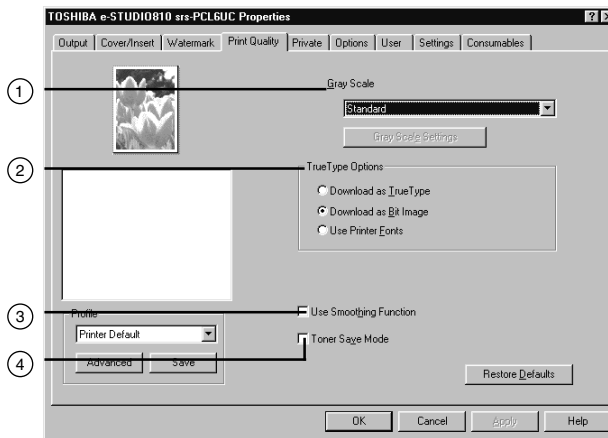 TOSHIBA e-STUDIO810 srs-PCL6UC Properties
Output Cover/Insert Watermark Print Quality Private Options User Settings Consumables
1
Gray Scale
Standard
Gray Scale Settings
2
TrueType Options
Download as TrueType
Download as Bit Image
Use Printer Fonts
3
Profile
Use Smoothing Function
Printer Default
Toner Save Mode
4
Advanced Save
Restore Defaults
OK Cancel Apply Help